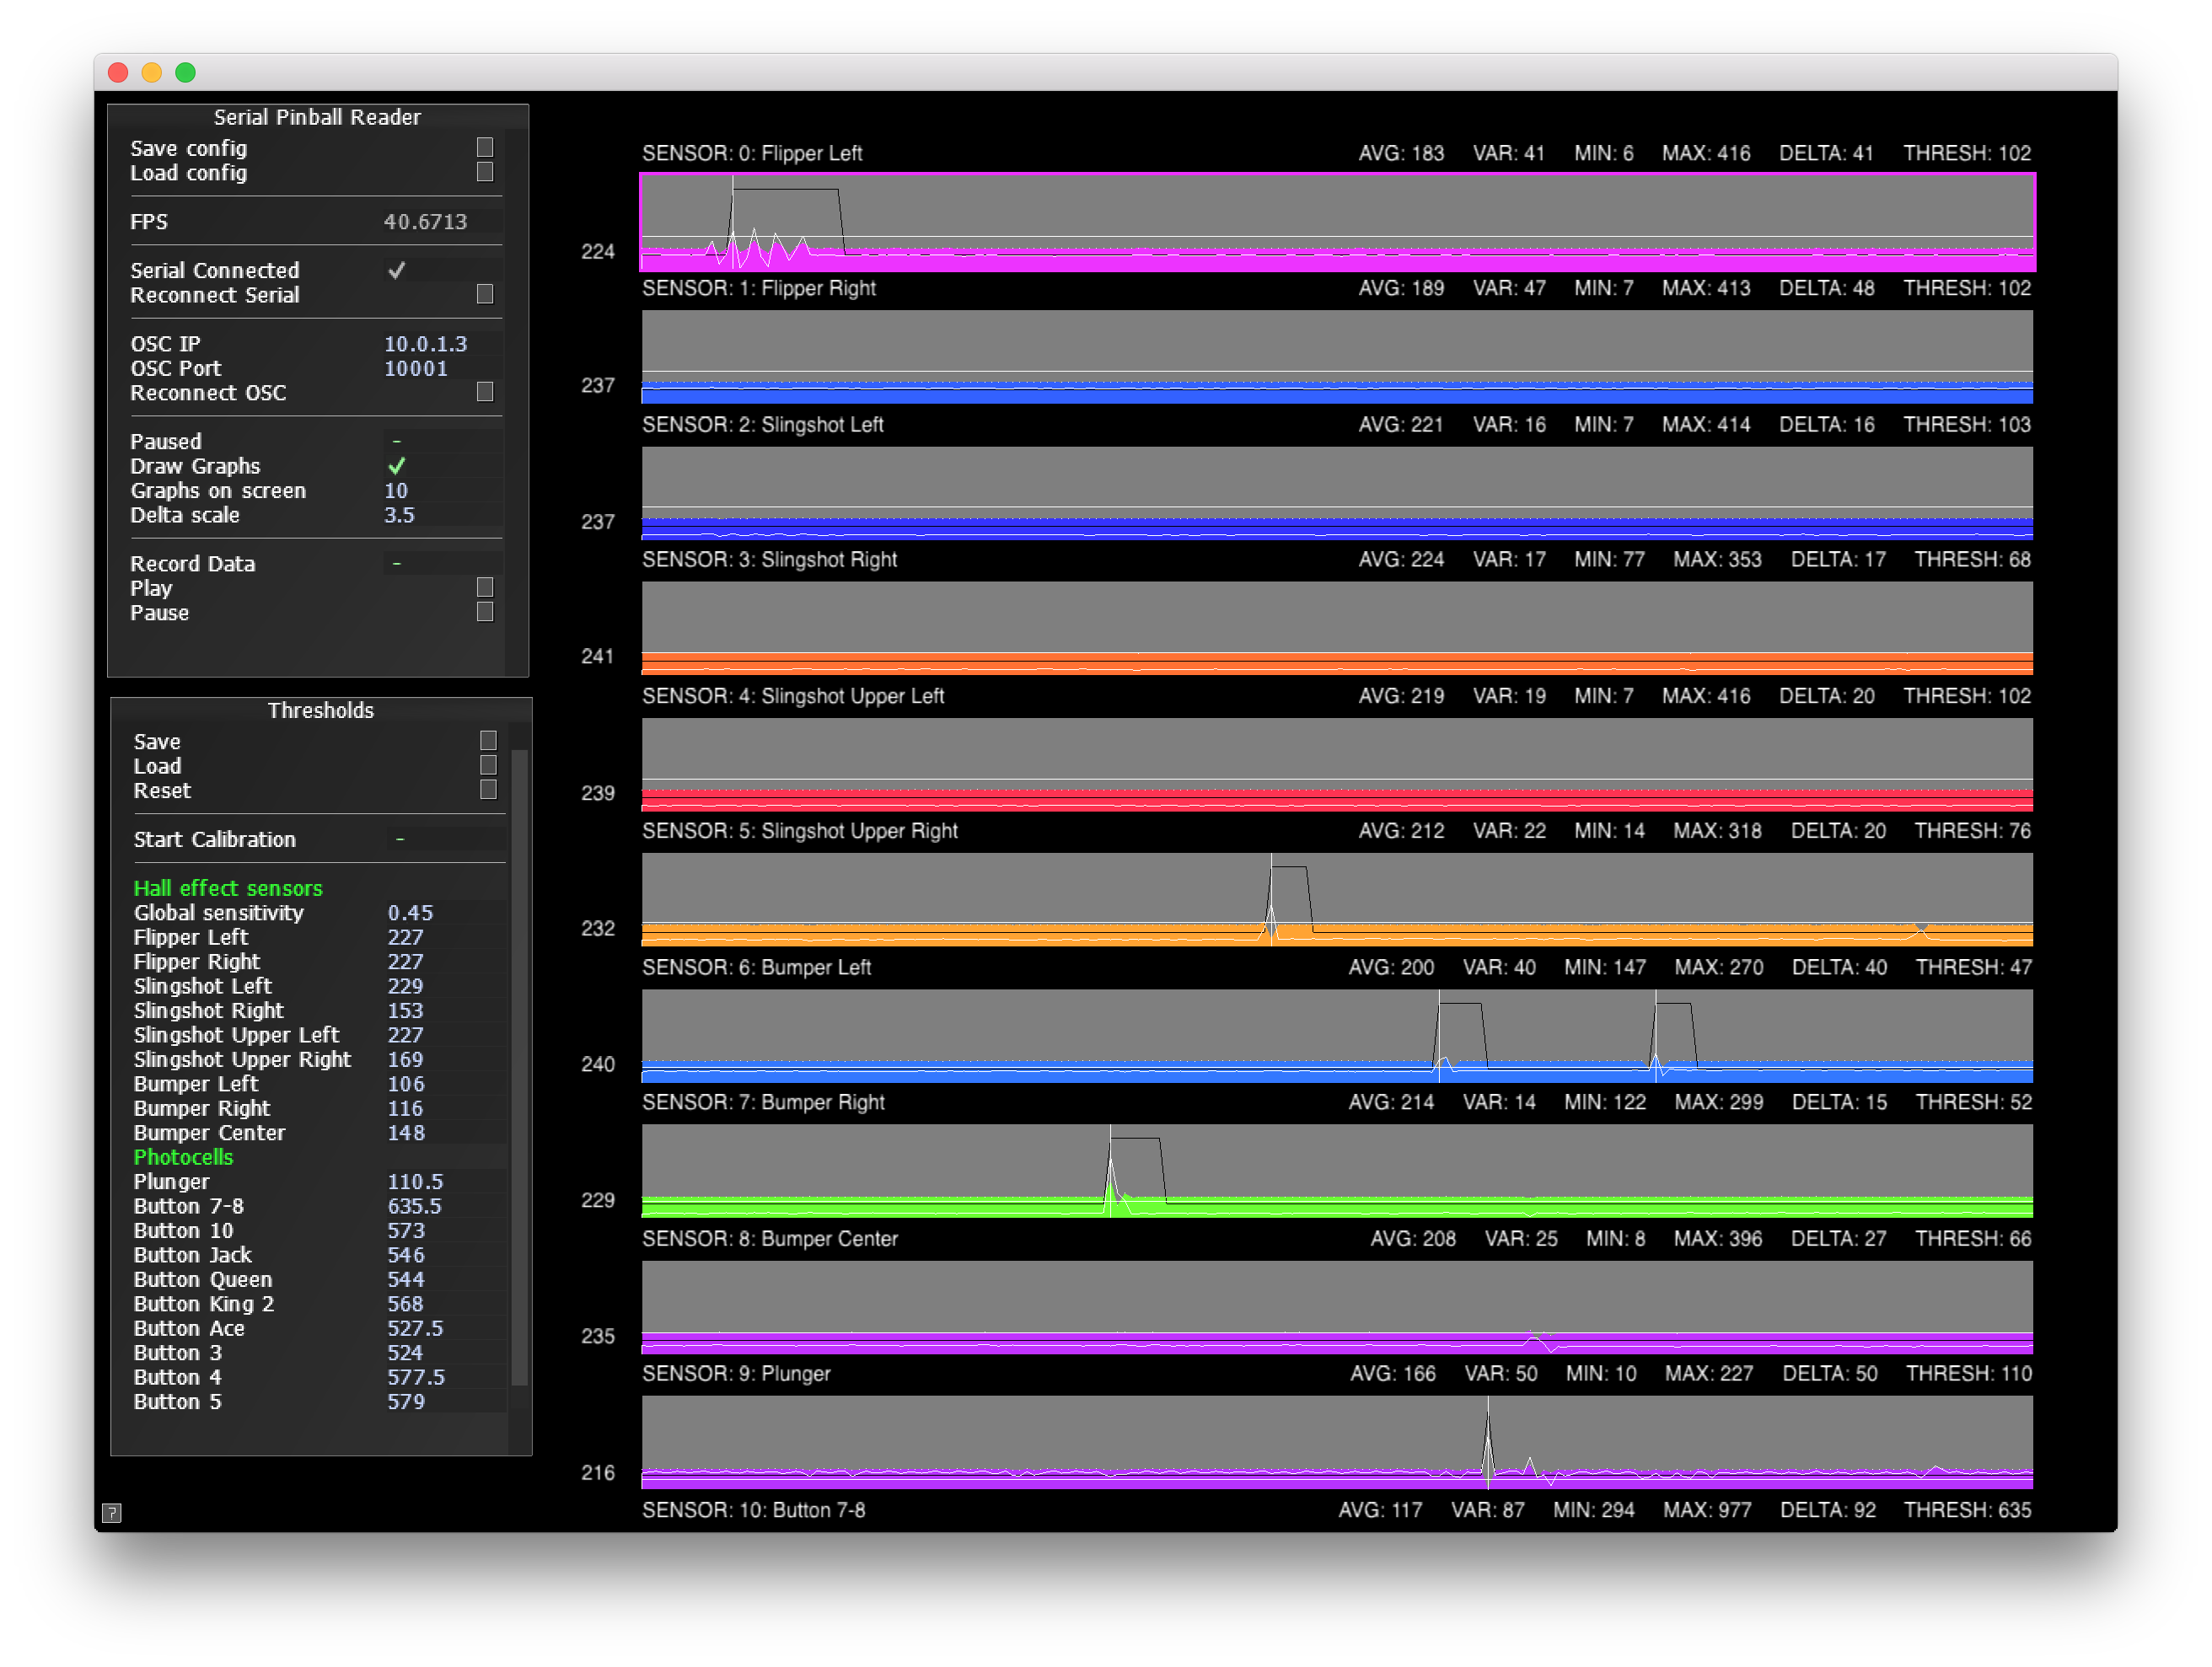 Serial Pinball Reader
Save config
Load config
FPS 40.6713
Serial Connected
Reconnect Serial
OSC IP 10.0.1.3
OSC Port 10001
Reconnect OSC
Paused -
Draw Graphs
Graphs on screen 10
Delta scale 3.5
Record Data -
Play
Pause
Thresholds
Save
Load
Reset
Start Calibration -
Hall effect sensors
Global sensitivity 0.45
Flipper Left 227
Flipper Right 227
Slingshot Left 229
Slingshot Right 153
Slingshot Upper Left 227
Slingshot Upper Right 169
Bumper Left 106
Bumper Right 116
Bumper Center 148
Photocells
Plunger 110.5
Button 7-8 635.5
Button 10 573
Button Jack 546
Button Queen 544
Button King 2 568
Button Ace 527.5
Button 3 524
Button 4 577.5
Button 5 579
?
SENSOR: 0: Flipper Left AVG: 183 VAR: 41 MIN: 6 MAX: 416 DELTA: 41 THRESH: 102
224
SENSOR: 1: Flipper Right AVG: 189 VAR: 47 MIN: 7 MAX: 413 DELTA: 48 THRESH: 102
237
SENSOR: 2: Slingshot Left AVG: 221 VAR: 16 MIN: 7 MAX: 414 DELTA: 16 THRESH: 103
237
SENSOR: 3: Slingshot Right AVG: 224 VAR: 17 MIN: 77 MAX: 353 DELTA: 17 THRESH: 68
241
SENSOR: 4: Slingshot Upper Left AVG: 219 VAR: 19 MIN: 7 MAX: 416 DELTA: 20 THRESH: 102
239
SENSOR: 5: Slingshot Upper Right AVG: 212 VAR: 22 MIN: 14 MAX: 318 DELTA: 20 THRESH: 76
232
SENSOR: 6: Bumper Left AVG: 200 VAR: 40 MIN: 147 MAX: 270 DELTA: 40 THRESH: 47
240
SENSOR: 7: Bumper Right AVG: 214 VAR: 14 MIN: 122 MAX: 299 DELTA: 15 THRESH: 52
229
SENSOR: 8: Bumper Center AVG: 208 VAR: 25 MIN: 8 MAX: 396 DELTA: 27 THRESH: 66
235
SENSOR: 9: Plunger AVG: 166 VAR: 50 MIN: 10 MAX: 227 DELTA: 50 THRESH: 110
216
SENSOR: 10: Button 7-8 AVG: 117 VAR: 87 MIN: 294 MAX: 977 DELTA: 92 THRESH: 635